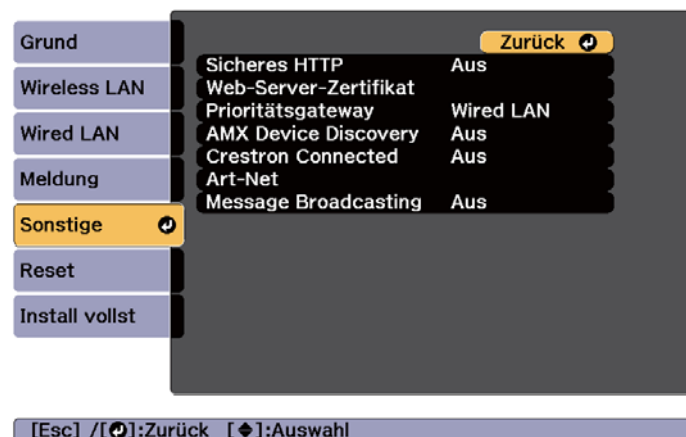 Grund
Wireless LAN
Wired LAN
Meldung
Sonstige
Reset
Install vollst
Zurück
Sicheres HTTP Aus
Web-Server-Zertifikat
Prioritätsgateway Wired LAN
AMX Device Discovery Aus
Crestron Connected Aus
Art-Net
Message Broadcasting Aus
[Esc] /[⏎]:Zurück [◆]:Auswahl